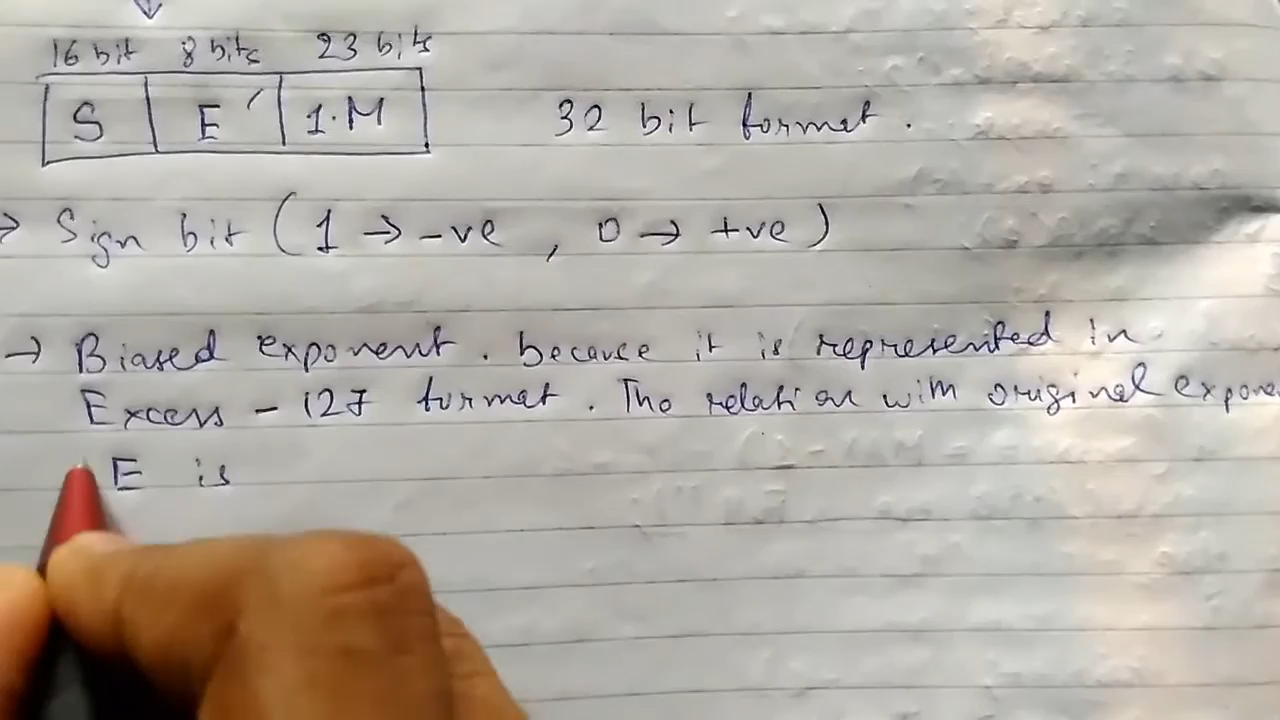 16 bit 8 bits 23 bits
S E' 1.M 32 bit format.
→ Sign bit (1 → -ve, 0 → +ve)
→ Biased exponent. because it is represented in
Excess - 127 format. The relation with original expone
E is